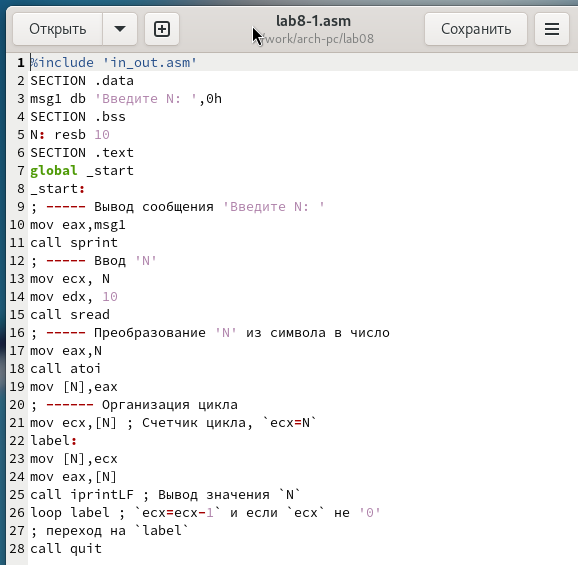 Открыть
lab8-1.asm
/work/arch-pc/lab08
Сохранить
1 %include 'in_out.asm'
2 SECTION .data
3 msg1 db 'Введите N: ',0h
4 SECTION .bss
5 N: resb 10
6 SECTION .text
7 global _start
8 _start:
9 ; ----- Вывод сообщения 'Введите N: '
10 mov eax,msg1
11 call sprint
12 ; ----- Ввод 'N'
13 mov ecx, N
14 mov edx, 10
15 call sread
16 ; ----- Преобразование 'N' из символа в число
17 mov eax,N
18 call atoi
19 mov [N],eax
20 ; ------ Организация цикла
21 mov ecx,[N] ; Счетчик цикла, `ecx=N`
22 label:
23 mov [N],ecx
24 mov eax,[N]
25 call iprintLF ; Вывод значения `N`
26 loop label ; `ecx=ecx-1` и если `ecx` не '0'
27 ; переход на `label`
28 call quit